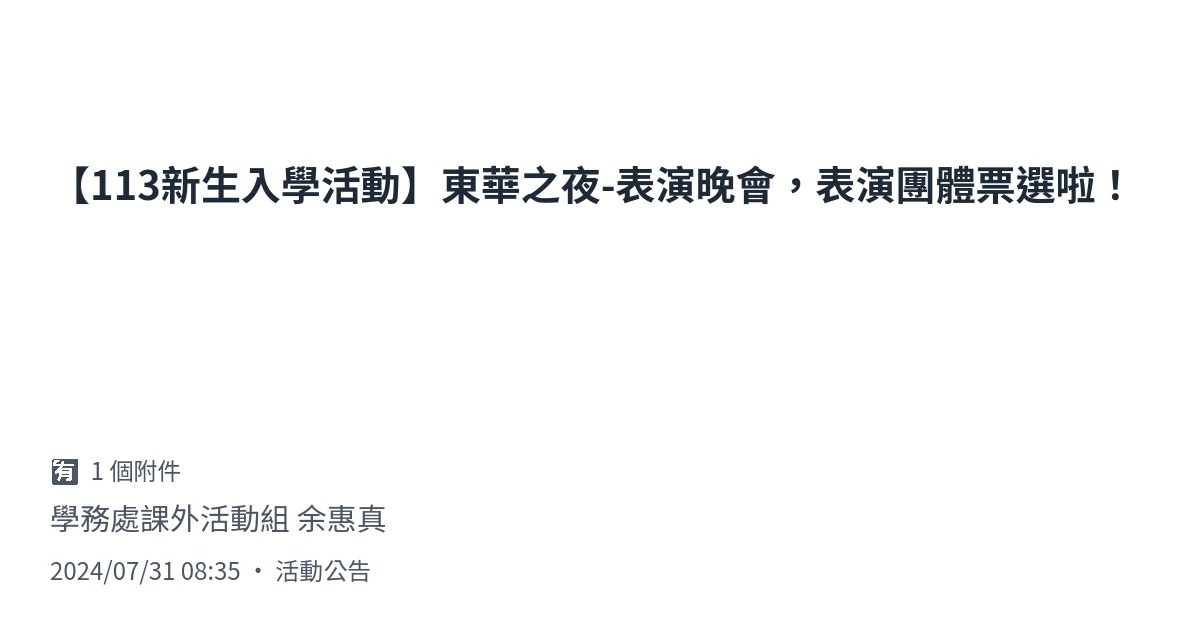 【113新生入學活動】東華之夜-表演晚會，表演團體票選啦！
有 1 個附件
學務處課外活動組 余惠真
2024/07/31 08:35 • 活動公告